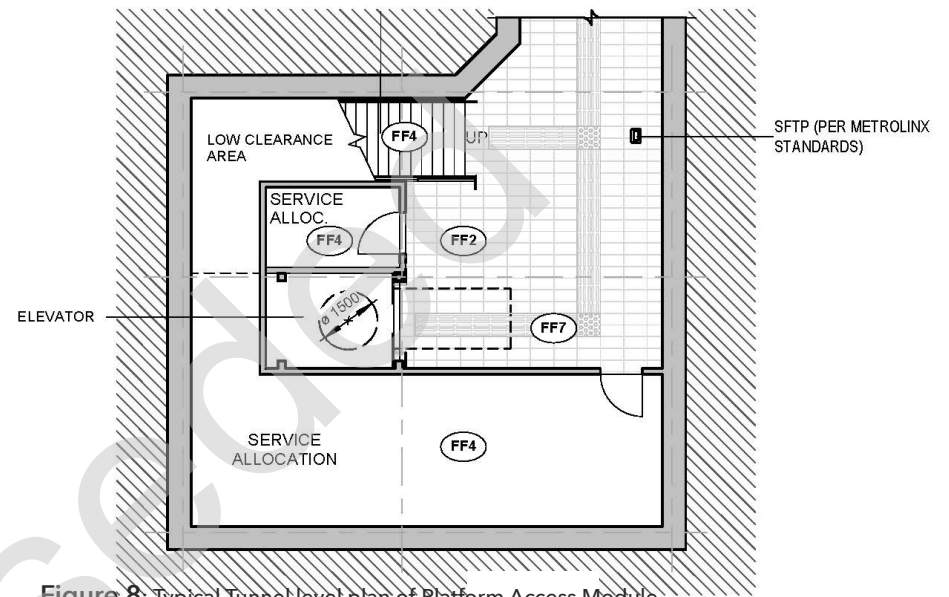 SFTP (PER METROLINX
STANDARDS)
LOW CLEARANCE
AREA
FF4
UP
SERVICE
ALLOC.
FF4
FF2
ELEVATOR
ø 1500
FF7
SERVICE
ALLOCATION
FF4
Figure 8: Typical Tunnel level plan of Platform Access Module